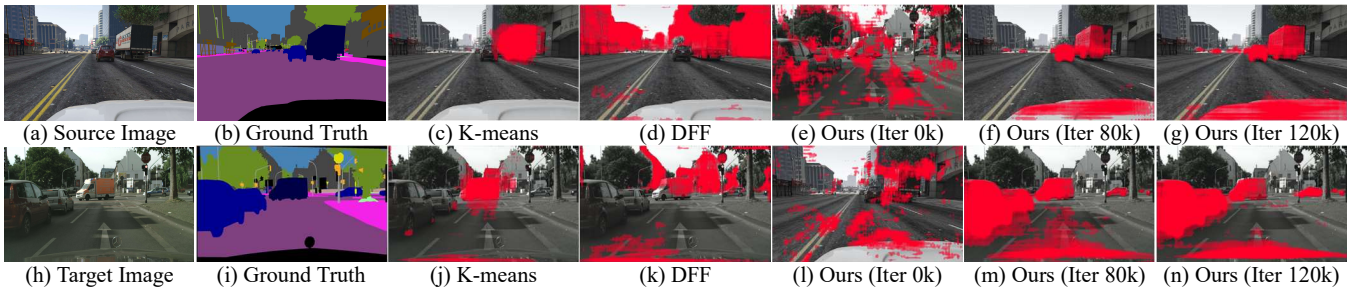 (a) Source Image (b) Ground Truth (c) K-means (d) DFF (e) Ours (Iter 0k) (f) Ours (Iter 80k) (g) Ours (Iter 120k)
(h) Target Image (i) Ground Truth (j) K-means (k) DFF (l) Ours (Iter 0k) (m) Ours (Iter 80k) (n) Ours (Iter 120k)